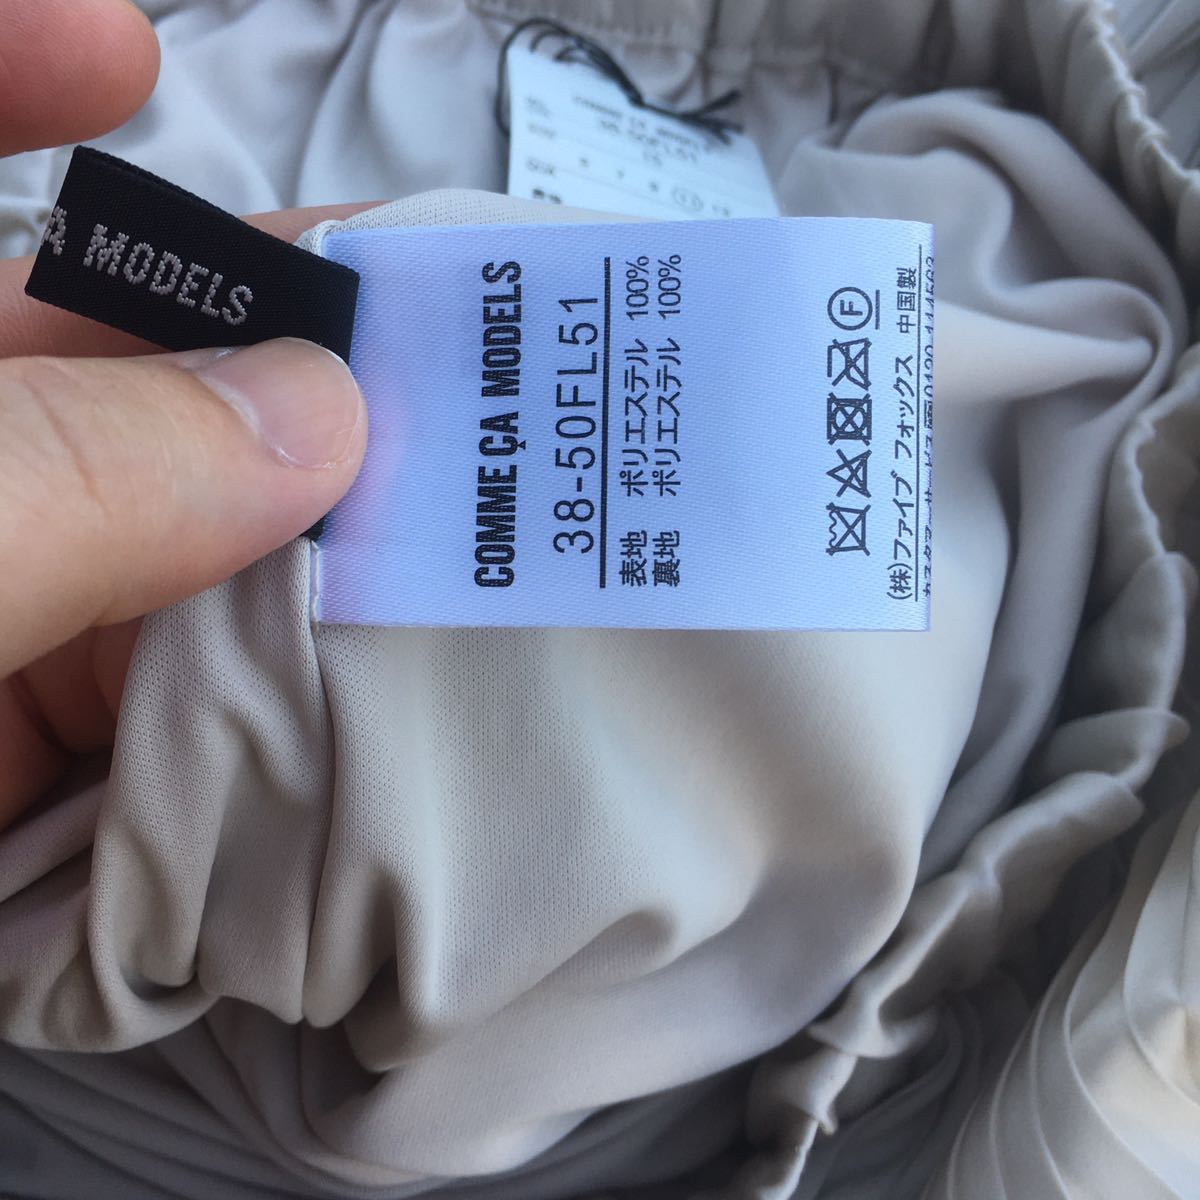 MODELS
COMME ÇA MODELS
38-50FL51
表地 ポリエステル 100%
裏地 ポリエステル 100%
F
(株)ファイブ フォックス 中国製